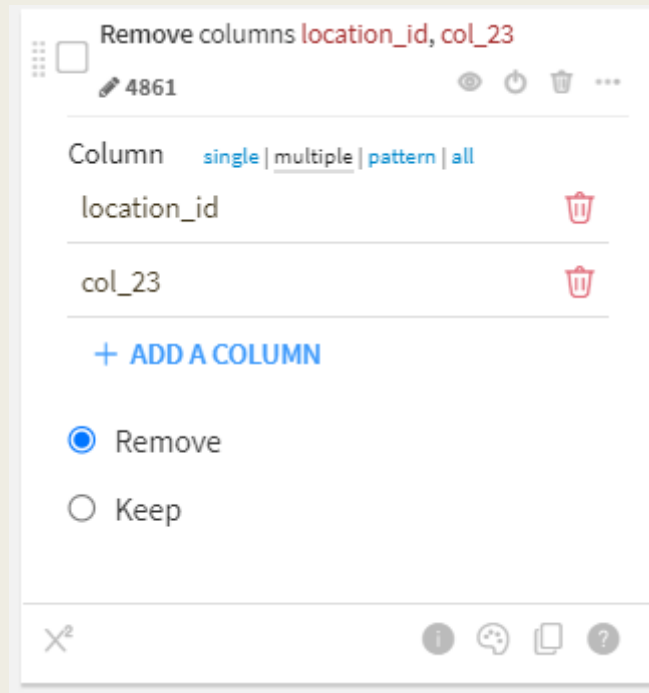 Remove columns location_id, col_23
4861
Column single | multiple | pattern | all
location_id
col_23
+ ADD A COLUMN
Remove
Keep
X²